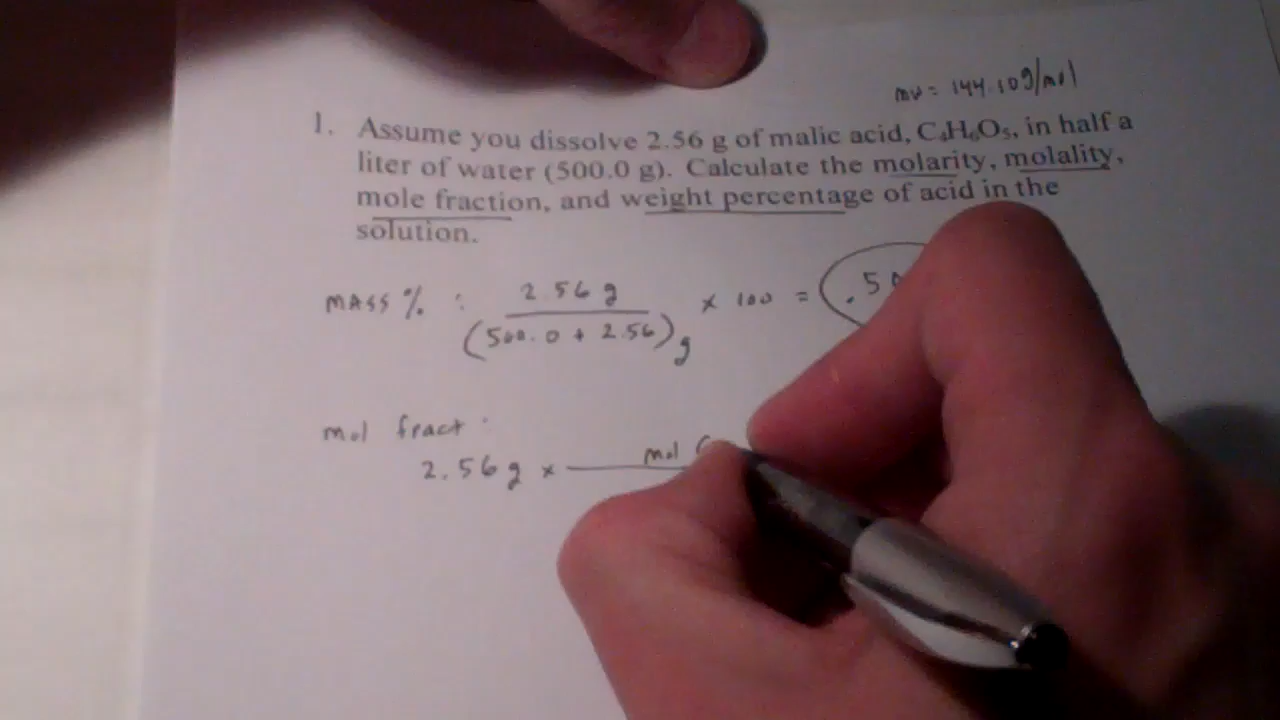 mw = 144.10g/mol
1. Assume you dissolve 2.56 g of malic acid, C₄H₆O₅, in half a
liter of water (500.0 g). Calculate the molarity, molality,
mole fraction, and weight percentage of acid in the
solution.
MASS % : 2.56 g / (500.0 + 2.56) g × 100 = .50
mol fract :
2.56 g × mol C